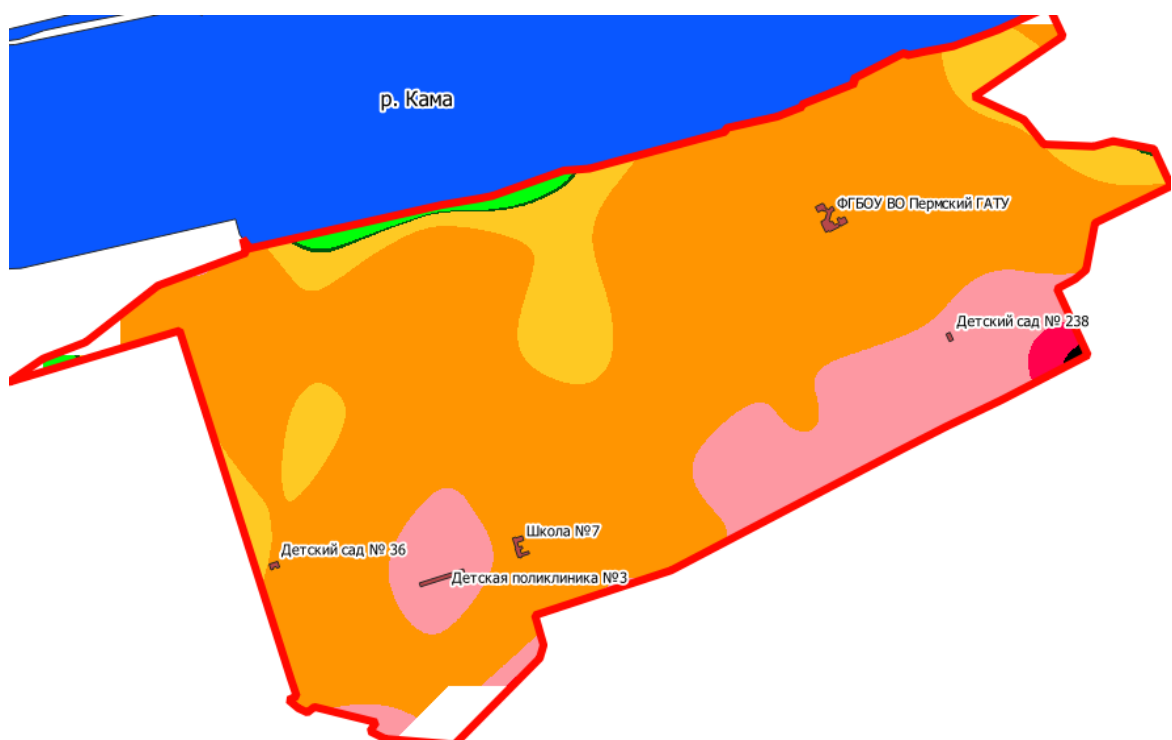 р. Кама
ФГБОУ ВО Пермский ГАТУ
Детский сад № 238
Школа №7
Детский сад № 36
Детская поликлиника №3